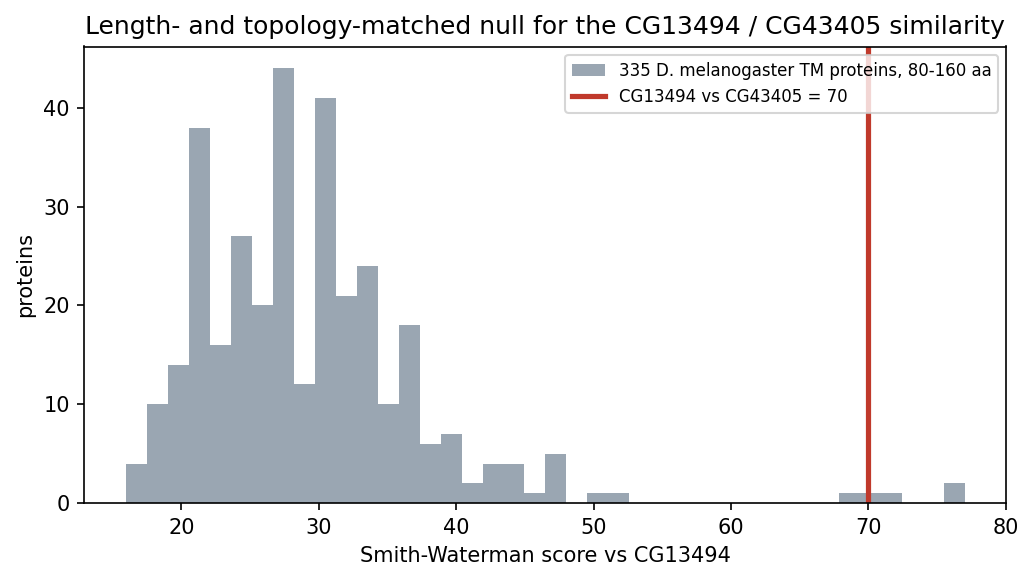 Length- and topology-matched null for the CG13494 / CG43405 similarity
335 D. melanogaster TM proteins, 80-160 aa
CG13494 vs CG43405 = 70
proteins
40
30
20
10
0
20 30 40 50 60 70 80
Smith-Waterman score vs CG13494